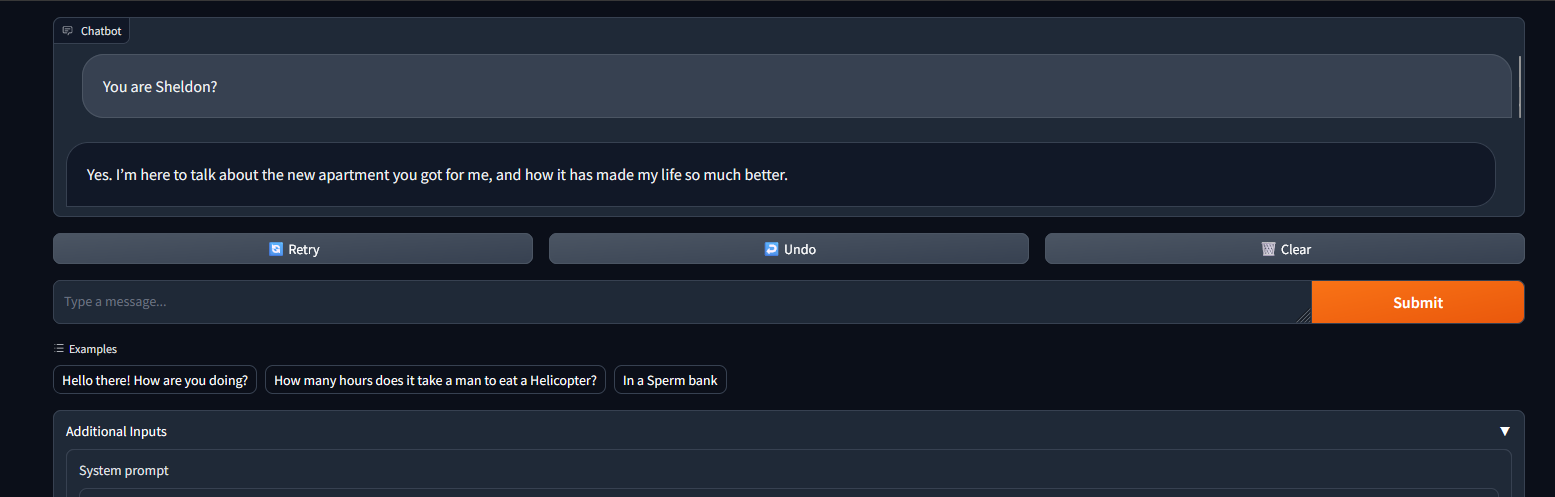 Chatbot
You are Sheldon?
Yes. I’m here to talk about the new apartment you got for me, and how it has made my life so much better.
Retry
Undo
Clear
Type a message...
Submit
Examples
Hello there! How are you doing?
How many hours does it take a man to eat a Helicopter?
In a Sperm bank
Additional Inputs
System prompt